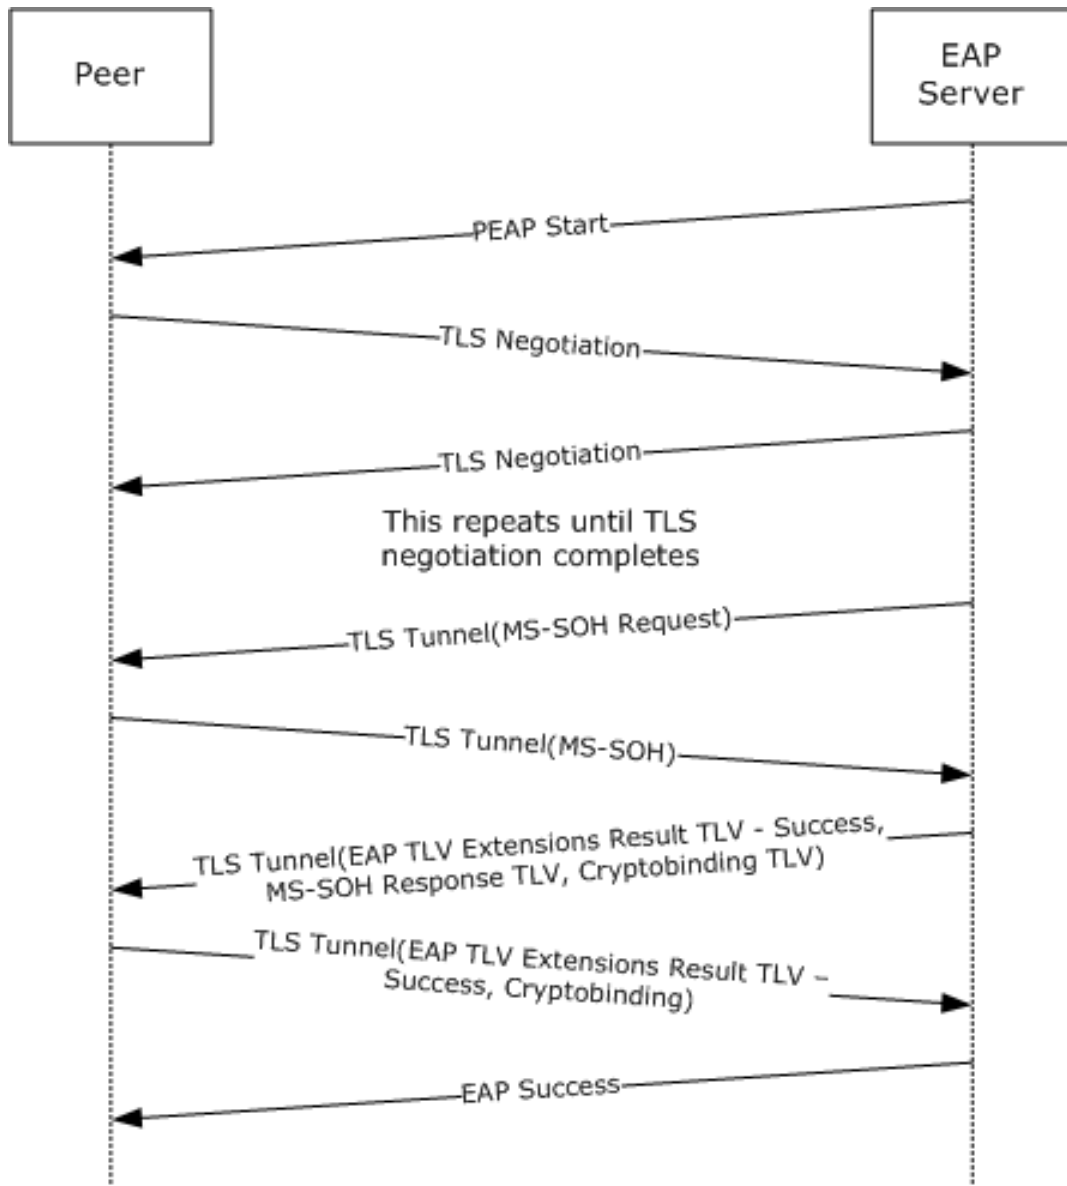 Peer
EAP
Server
PEAP Start
TLS Negotiation
TLS Negotiation
This repeats until TLS
negotiation completes
TLS Tunnel(MS-SOH Request)
TLS Tunnel(MS-SOH)
TLS Tunnel(EAP TLV Extensions Result TLV - Success,
MS-SOH Response TLV, Cryptobinding TLV)
TLS Tunnel(EAP TLV Extensions Result TLV –
Success, Cryptobinding)
EAP Success